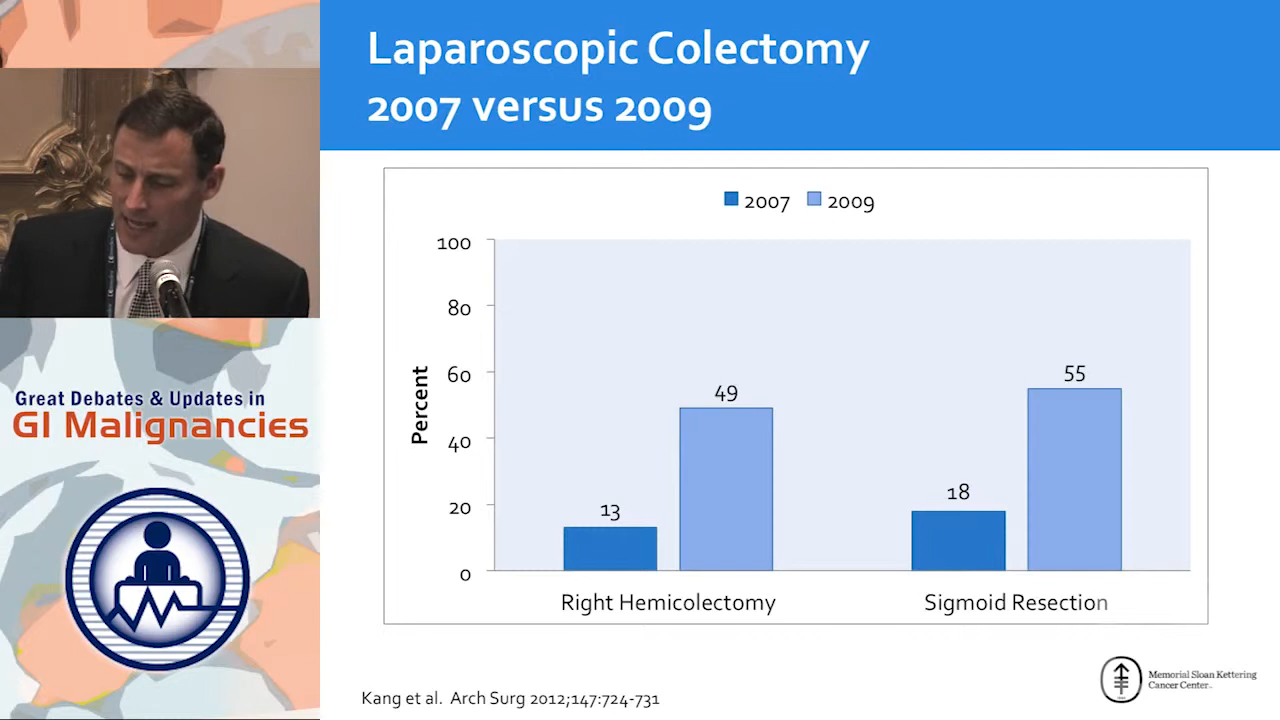 Laparoscopic Colectomy
2007 versus 2009
2007 2009
Percent
100
80
60
40
20
0
13
49
18
55
Right Hemicolectomy
Sigmoid Resection
Kang et al. Arch Surg 2012;147:724-731
Memorial Sloan Kettering
Cancer Center
Great Debates & Updates in
GI Malignancies